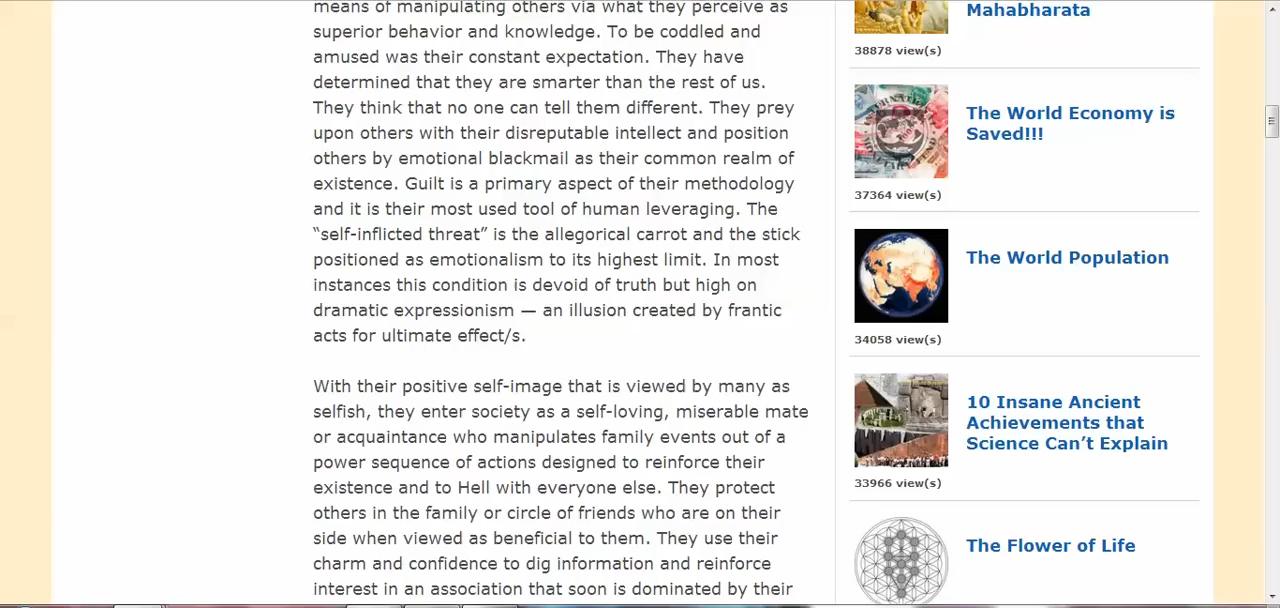 means of manipulating others via what they perceive as
superior behavior and knowledge. To be coddled and
amused was their constant expectation. They have
determined that they are smarter than the rest of us.
They think that no one can tell them different. They prey
upon others with their disreputable intellect and position
others by emotional blackmail as their common realm of
existence. Guilt is a primary aspect of their methodology
and it is their most used tool of human leveraging. The
“self-inflicted threat” is the allegorical carrot and the stick
positioned as emotionalism to its highest limit. In most
instances this condition is devoid of truth but high on
dramatic expressionism — an illusion created by frantic
acts for ultimate effect/s.
With their positive self-image that is viewed by many as
selfish, they enter society as a self-loving, miserable mate
or acquaintance who manipulates family events out of a
power sequence of actions designed to reinforce their
existence and to Hell with everyone else. They protect
others in the family or circle of friends who are on their
side when viewed as beneficial to them. They use their
charm and confidence to dig information and reinforce
interest in an association that soon is dominated by their
Mahabharata
38878 view(s)
The World Economy is
Saved!!!
37364 view(s)
The World Population
34058 view(s)
10 Insane Ancient
Achievements that
Science Can’t Explain
33966 view(s)
The Flower of Life